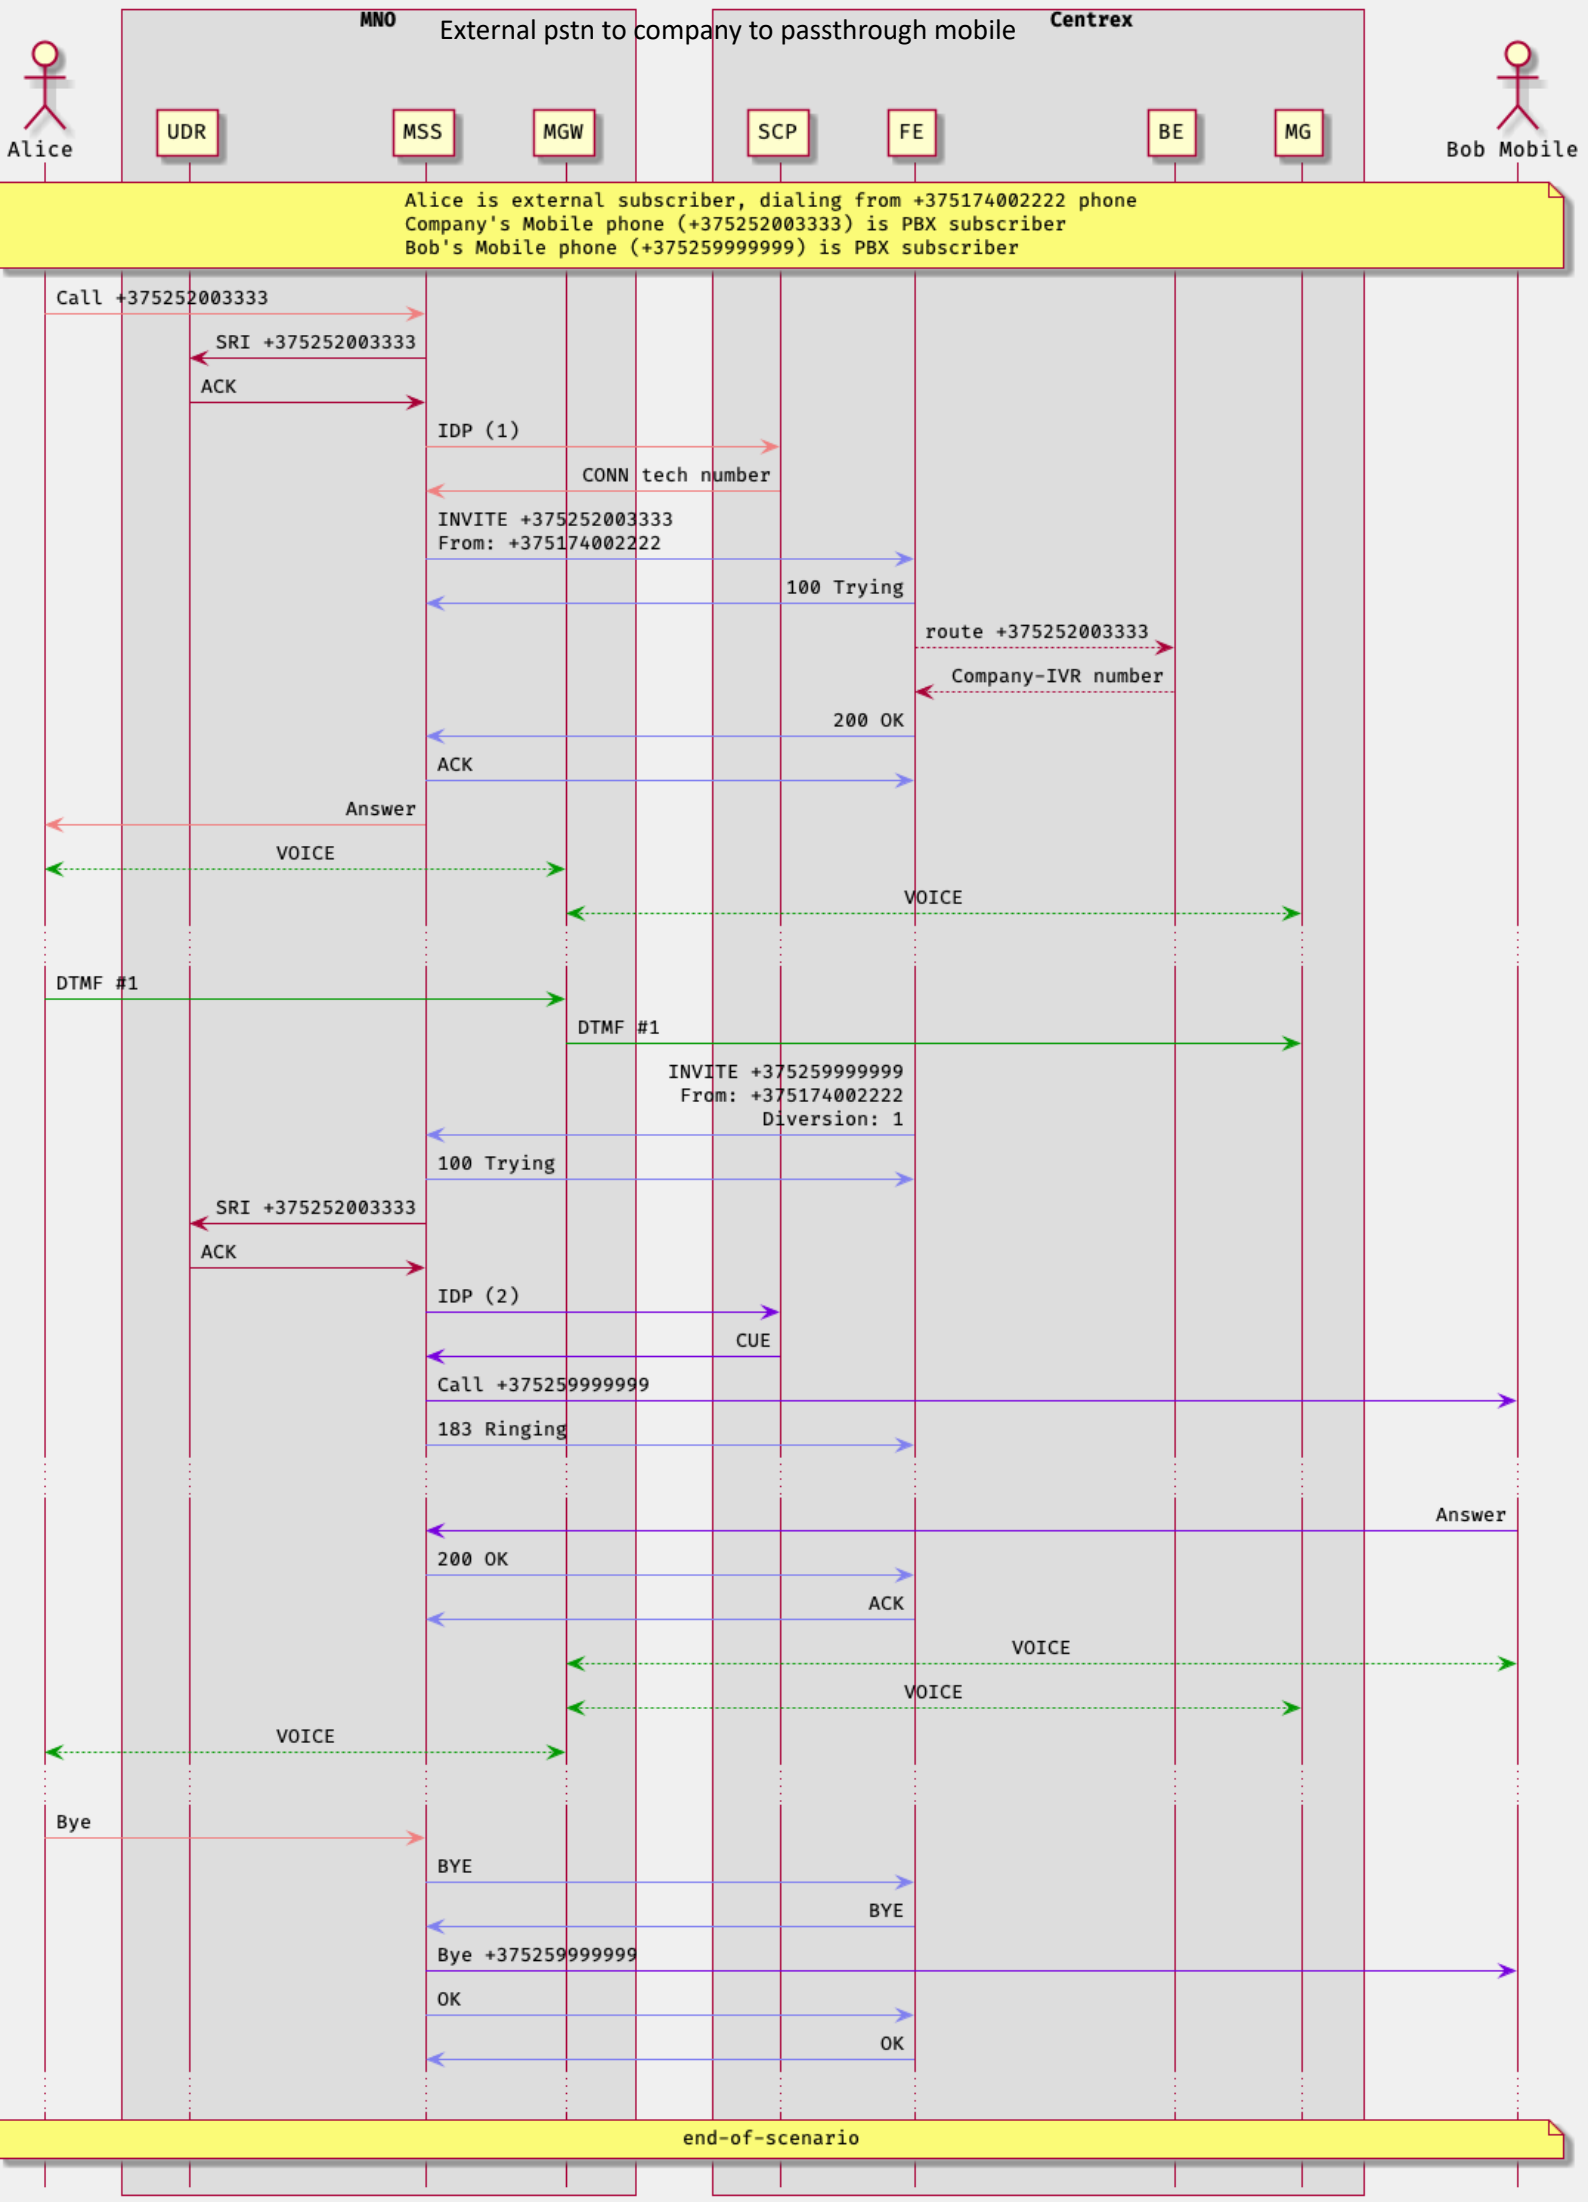 MNO
External pstn to company to passthrough mobile
Centrex
Alice
UDR
MSS
MGW
SCP
FE
BE
MG
Bob Mobile
Alice is external subscriber, dialing from +375174002222 phone
Company's Mobile phone (+375252003333) is PBX subscriber
Bob's Mobile phone (+375259999999) is PBX subscriber
Call +375252003333
SRI +375252003333
ACK
IDP (1)
CONN tech number
INVITE +375252003333
From: +375174002222
100 Trying
route +375252003333
Company-IVR number
200 OK
ACK
Answer
VOICE
VOICE
DTMF #1
DTMF #1
INVITE +375259999999
From: +375174002222
Diversion: 1
100 Trying
SRI +375252003333
ACK
IDP (2)
CUE
Call +375259999999
183 Ringing
Answer
200 OK
ACK
VOICE
VOICE
VOICE
Bye
BYE
BYE
Bye +375259999999
OK
OK
end-of-scenario